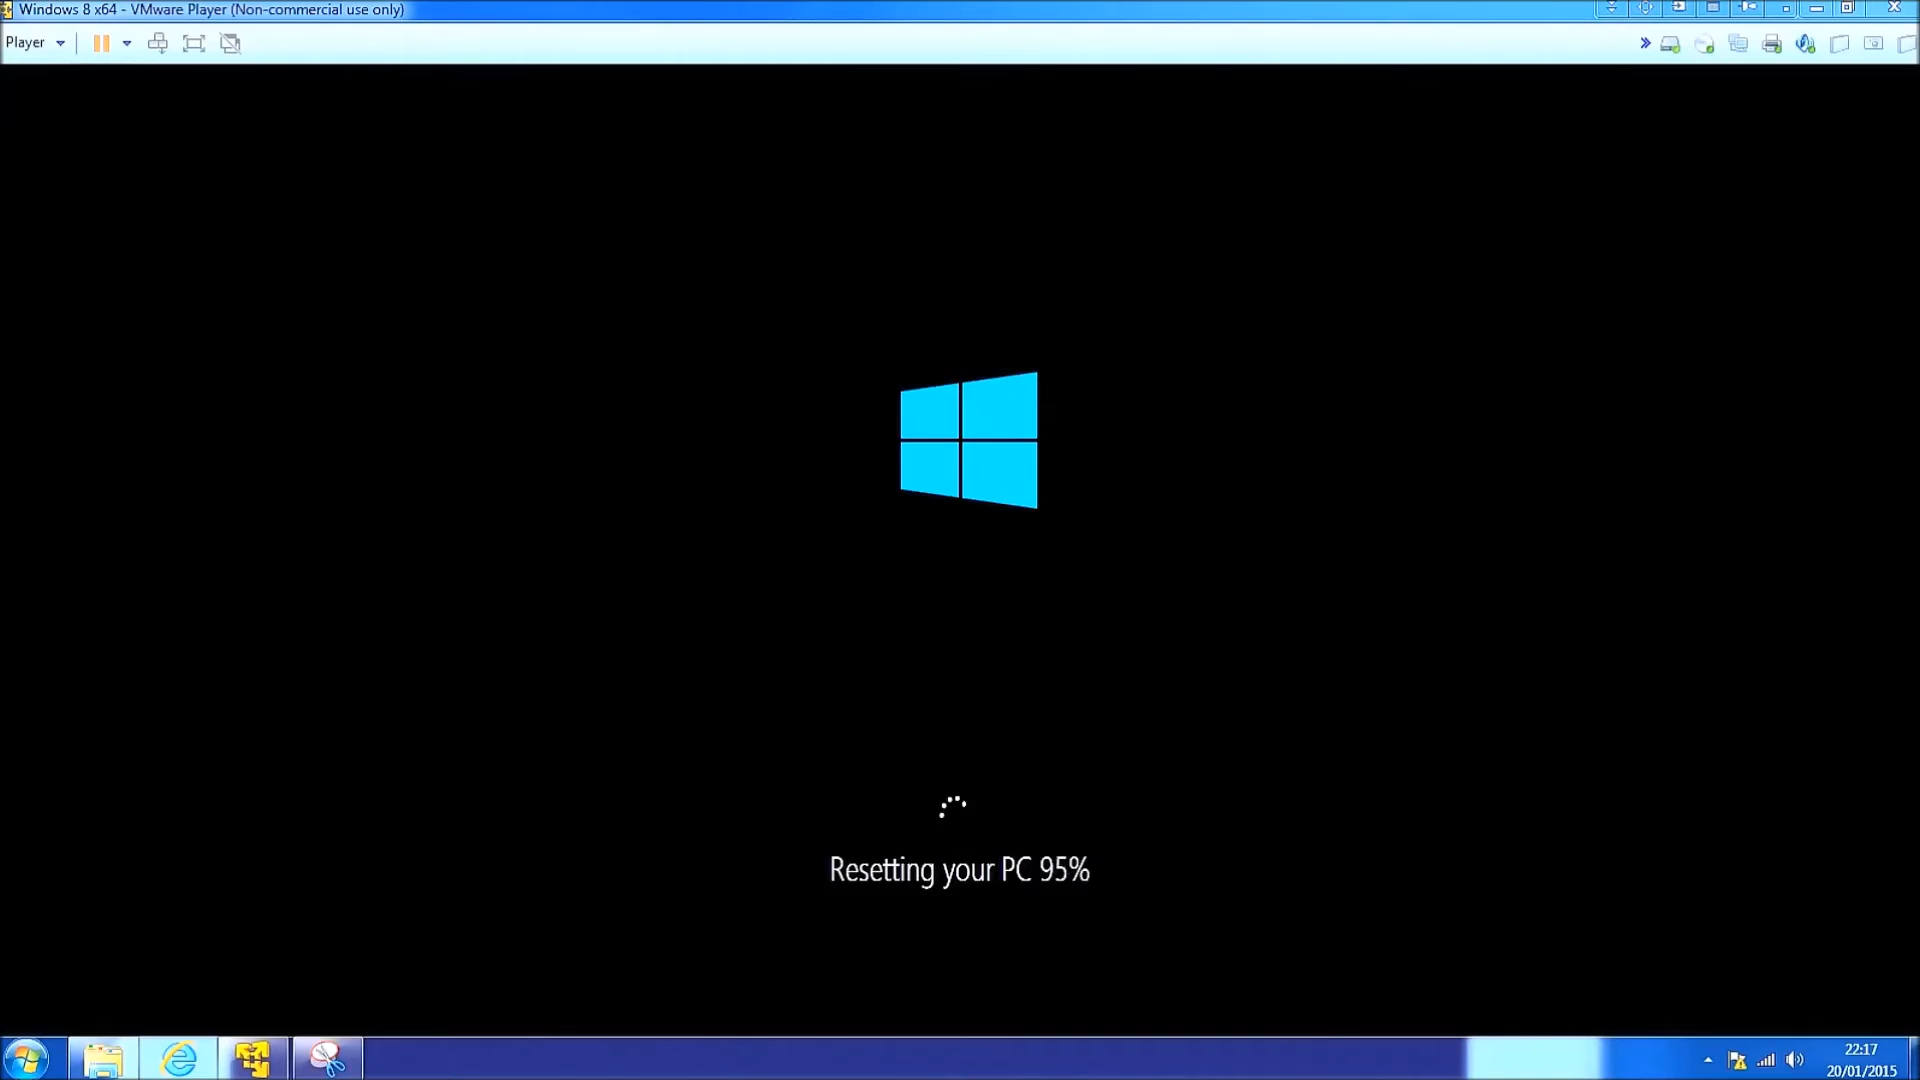 Windows 8 x64 - VMware Player (Non-commercial use only)
Player
Resetting your PC 95%
22:17
20/01/2015